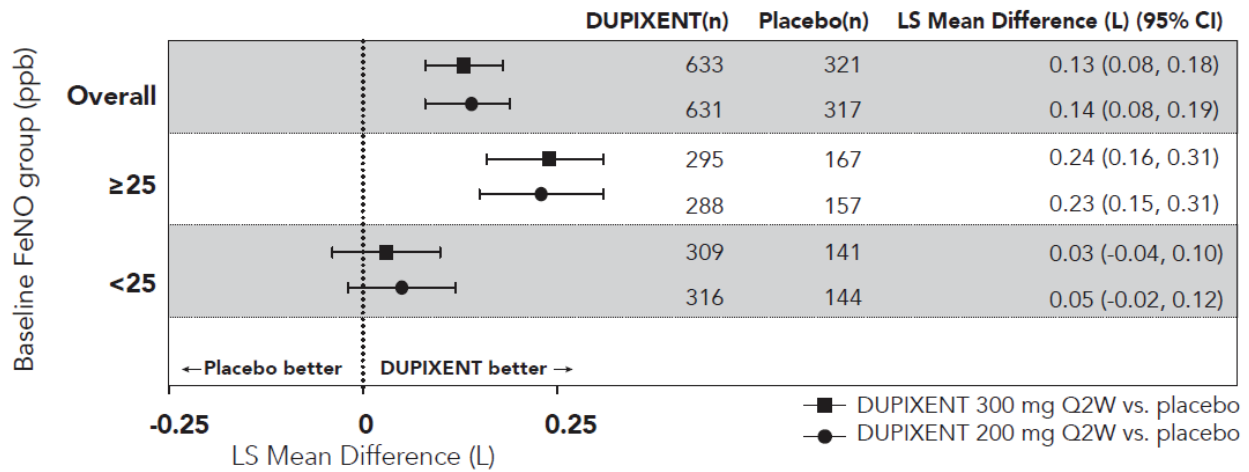 DUPIXENT(n) Placebo(n) LS Mean Difference (L) (95% CI)
Baseline FeNO group (ppb)
Overall
633 321 0.13 (0.08, 0.18)
631 317 0.14 (0.08, 0.19)
≥25
295 167 0.24 (0.16, 0.31)
288 157 0.23 (0.15, 0.31)
<25
309 141 0.03 (-0.04, 0.10)
316 144 0.05 (-0.02, 0.12)
←Placebo better DUPIXENT better →
-0.25 0 0.25
LS Mean Difference (L)
DUPIXENT 300 mg Q2W vs. placebo
DUPIXENT 200 mg Q2W vs. placebo